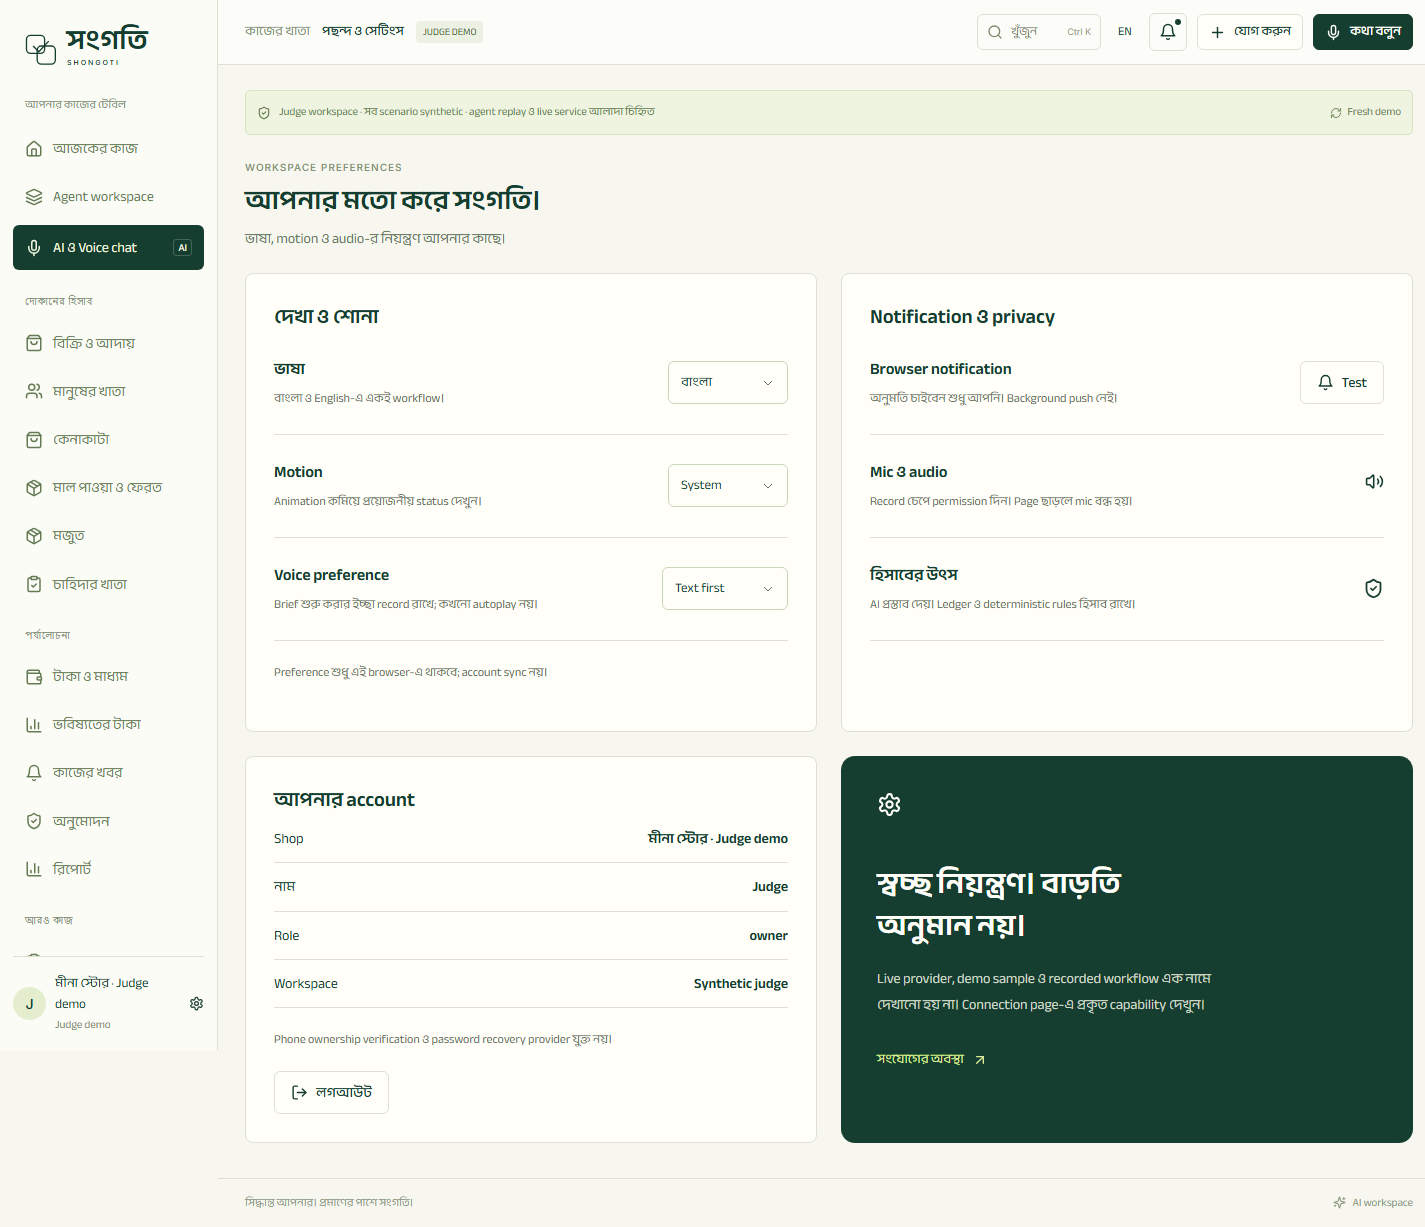 সংগতি
SHONGOTI
আপনার কাজের টেবিল
আজকের কাজ
Agent workspace
AI ও Voice chat
AI
দোকানের হিসাব
বিক্রি ও আদায়
মানুষের খাতা
কেনাকাটা
মাল পাওয়া ও ফেরত
মজুত
চাহিদার খাতা
পর্যালোচনা
টাকা ও মাধ্যম
ভবিষ্যতের টাকা
কাজের খবর
অনুমোদন
রিপোর্ট
আরও কাজ
মীনা স্টোর · Judge
demo
J
Judge demo
কাজের খাতা পছন্দ ও সেটিংস JUDGE DEMO
খুঁজুন Ctrl K
EN
যোগ করুন
কথা বলুন
Judge workspace · সব scenario synthetic · agent replay ও live service আলাদা চিহ্নিত
Fresh demo
WORKSPACE PREFERENCES
আপনার মতো করে সংগতি।
ভাষা, motion ও audio-র নিয়ন্ত্রণ আপনার কাছে।
দেখা ও শোনা
ভাষা
বাংলা
বাংলা ও English-এ একই workflow।
Motion
System
Animation কমিয়ে প্রয়োজনীয় status দেখুন।
Voice preference
Text first
Brief শুরু করার ইচ্ছা record রাখে; কখনো autoplay নয়।
Preference শুধু এই browser-এ থাকবে; account sync নয়।
Notification ও privacy
Browser notification
Test
অনুমতি চাইবেন শুধু আপনি। Background push নেই।
Mic ও audio
Record চেপে permission দিন। Page ছাড়লে mic বন্ধ হয়।
হিসাবের উৎস
AI প্রস্তাব দেয়। Ledger ও deterministic rules হিসাব রাখে।
আপনার account
Shop মীনা স্টোর · Judge demo
নাম Judge
Role owner
Workspace Synthetic judge
Phone ownership verification ও password recovery provider যুক্ত নয়।
লগআউট
স্বচ্ছ নিয়ন্ত্রণ। বাড়তি
অনুমান নয়।
Live provider, demo sample ও recorded workflow এক নামে
দেখানো হয় না। Connection page-এ প্রকৃত capability দেখুন।
সংযোগের অবস্থা
সিদ্ধান্ত আপনার। প্রমাণের পাশে সংগতি।
AI workspace